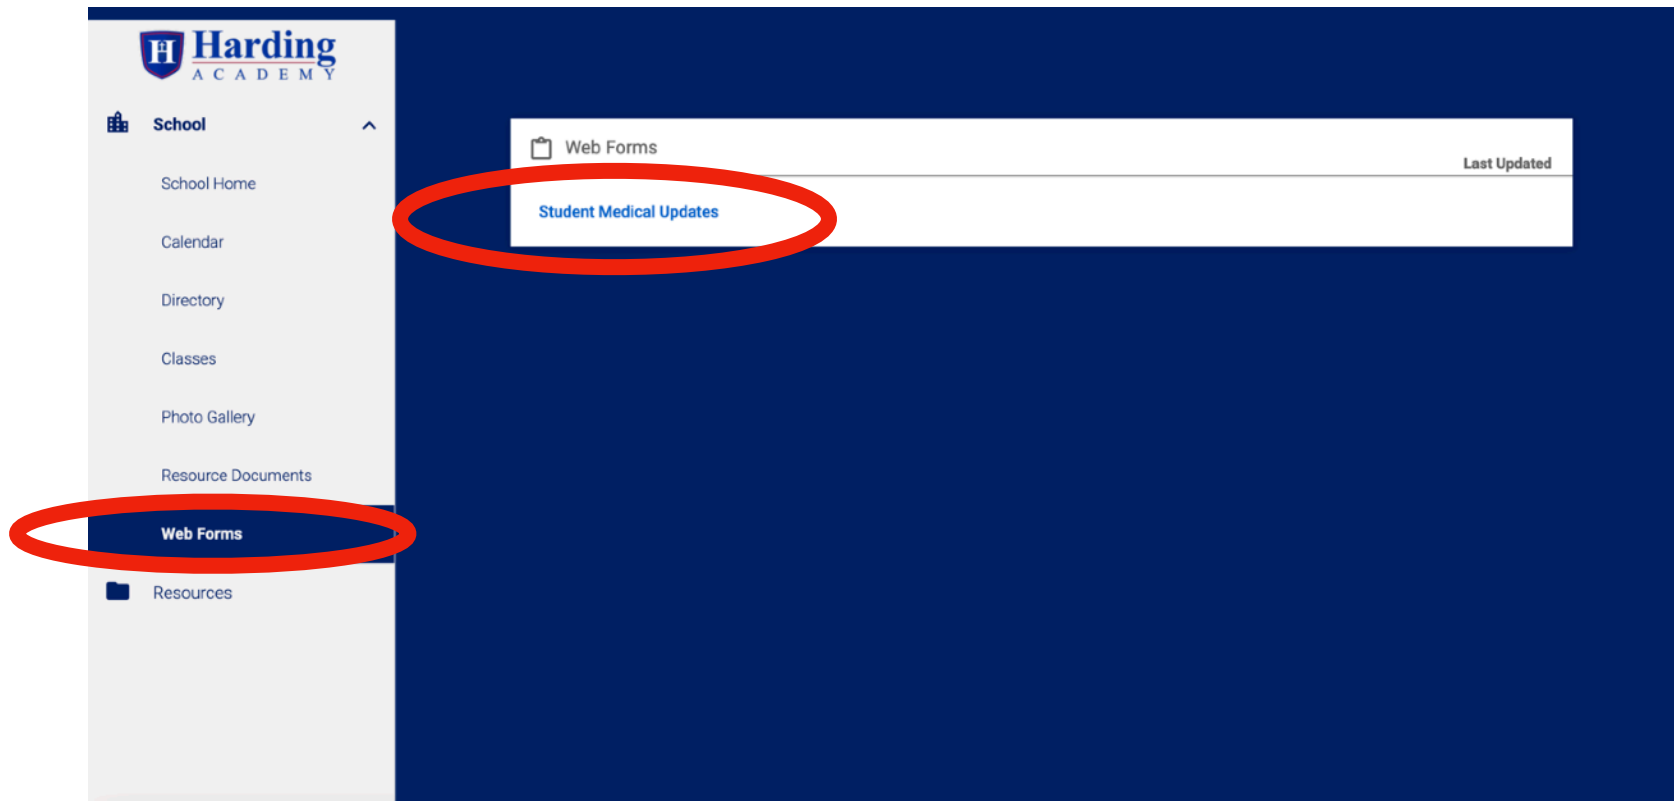 H Harding
ACADEMY
School
School Home
Calendar
Directory
Classes
Photo Gallery
Resource Documents
Web Forms
Resources
Web Forms
Last Updated
Student Medical Updates